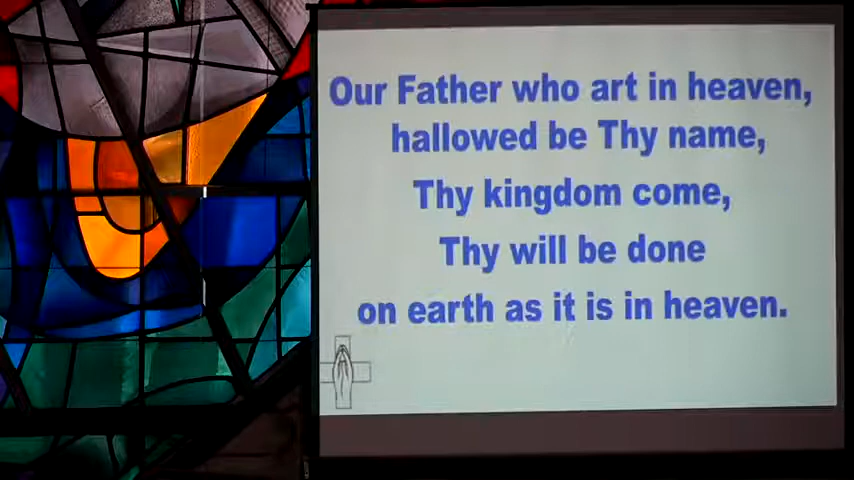 Our Father who art in heaven,
hallowed be Thy name,
Thy kingdom come,
Thy will be done
on earth as it is in heaven.